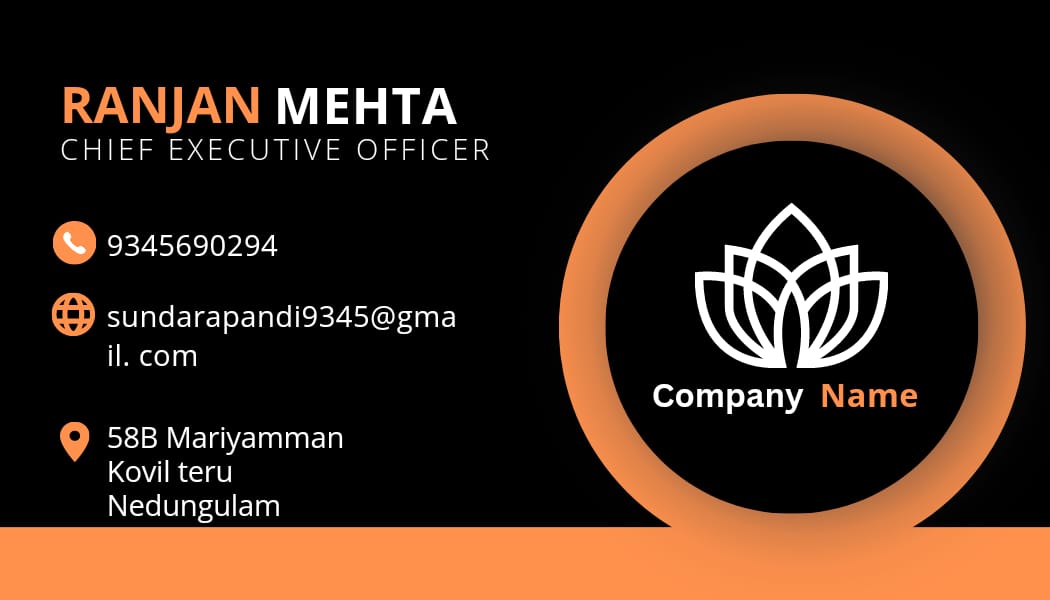 RANJAN MEHTA
CHIEF EXECUTIVE OFFICER
9345690294
sundarapandi9345@gma
il. com
58B Mariyamman
Kovil teru
Nedungulam
Company Name